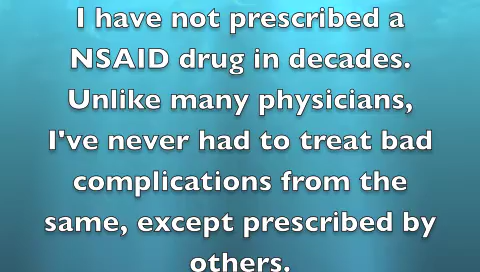 I have not prescribed a
NSAID drug in decades.
Unlike many physicians,
I've never had to treat bad
complications from the
same, except prescribed by
others.